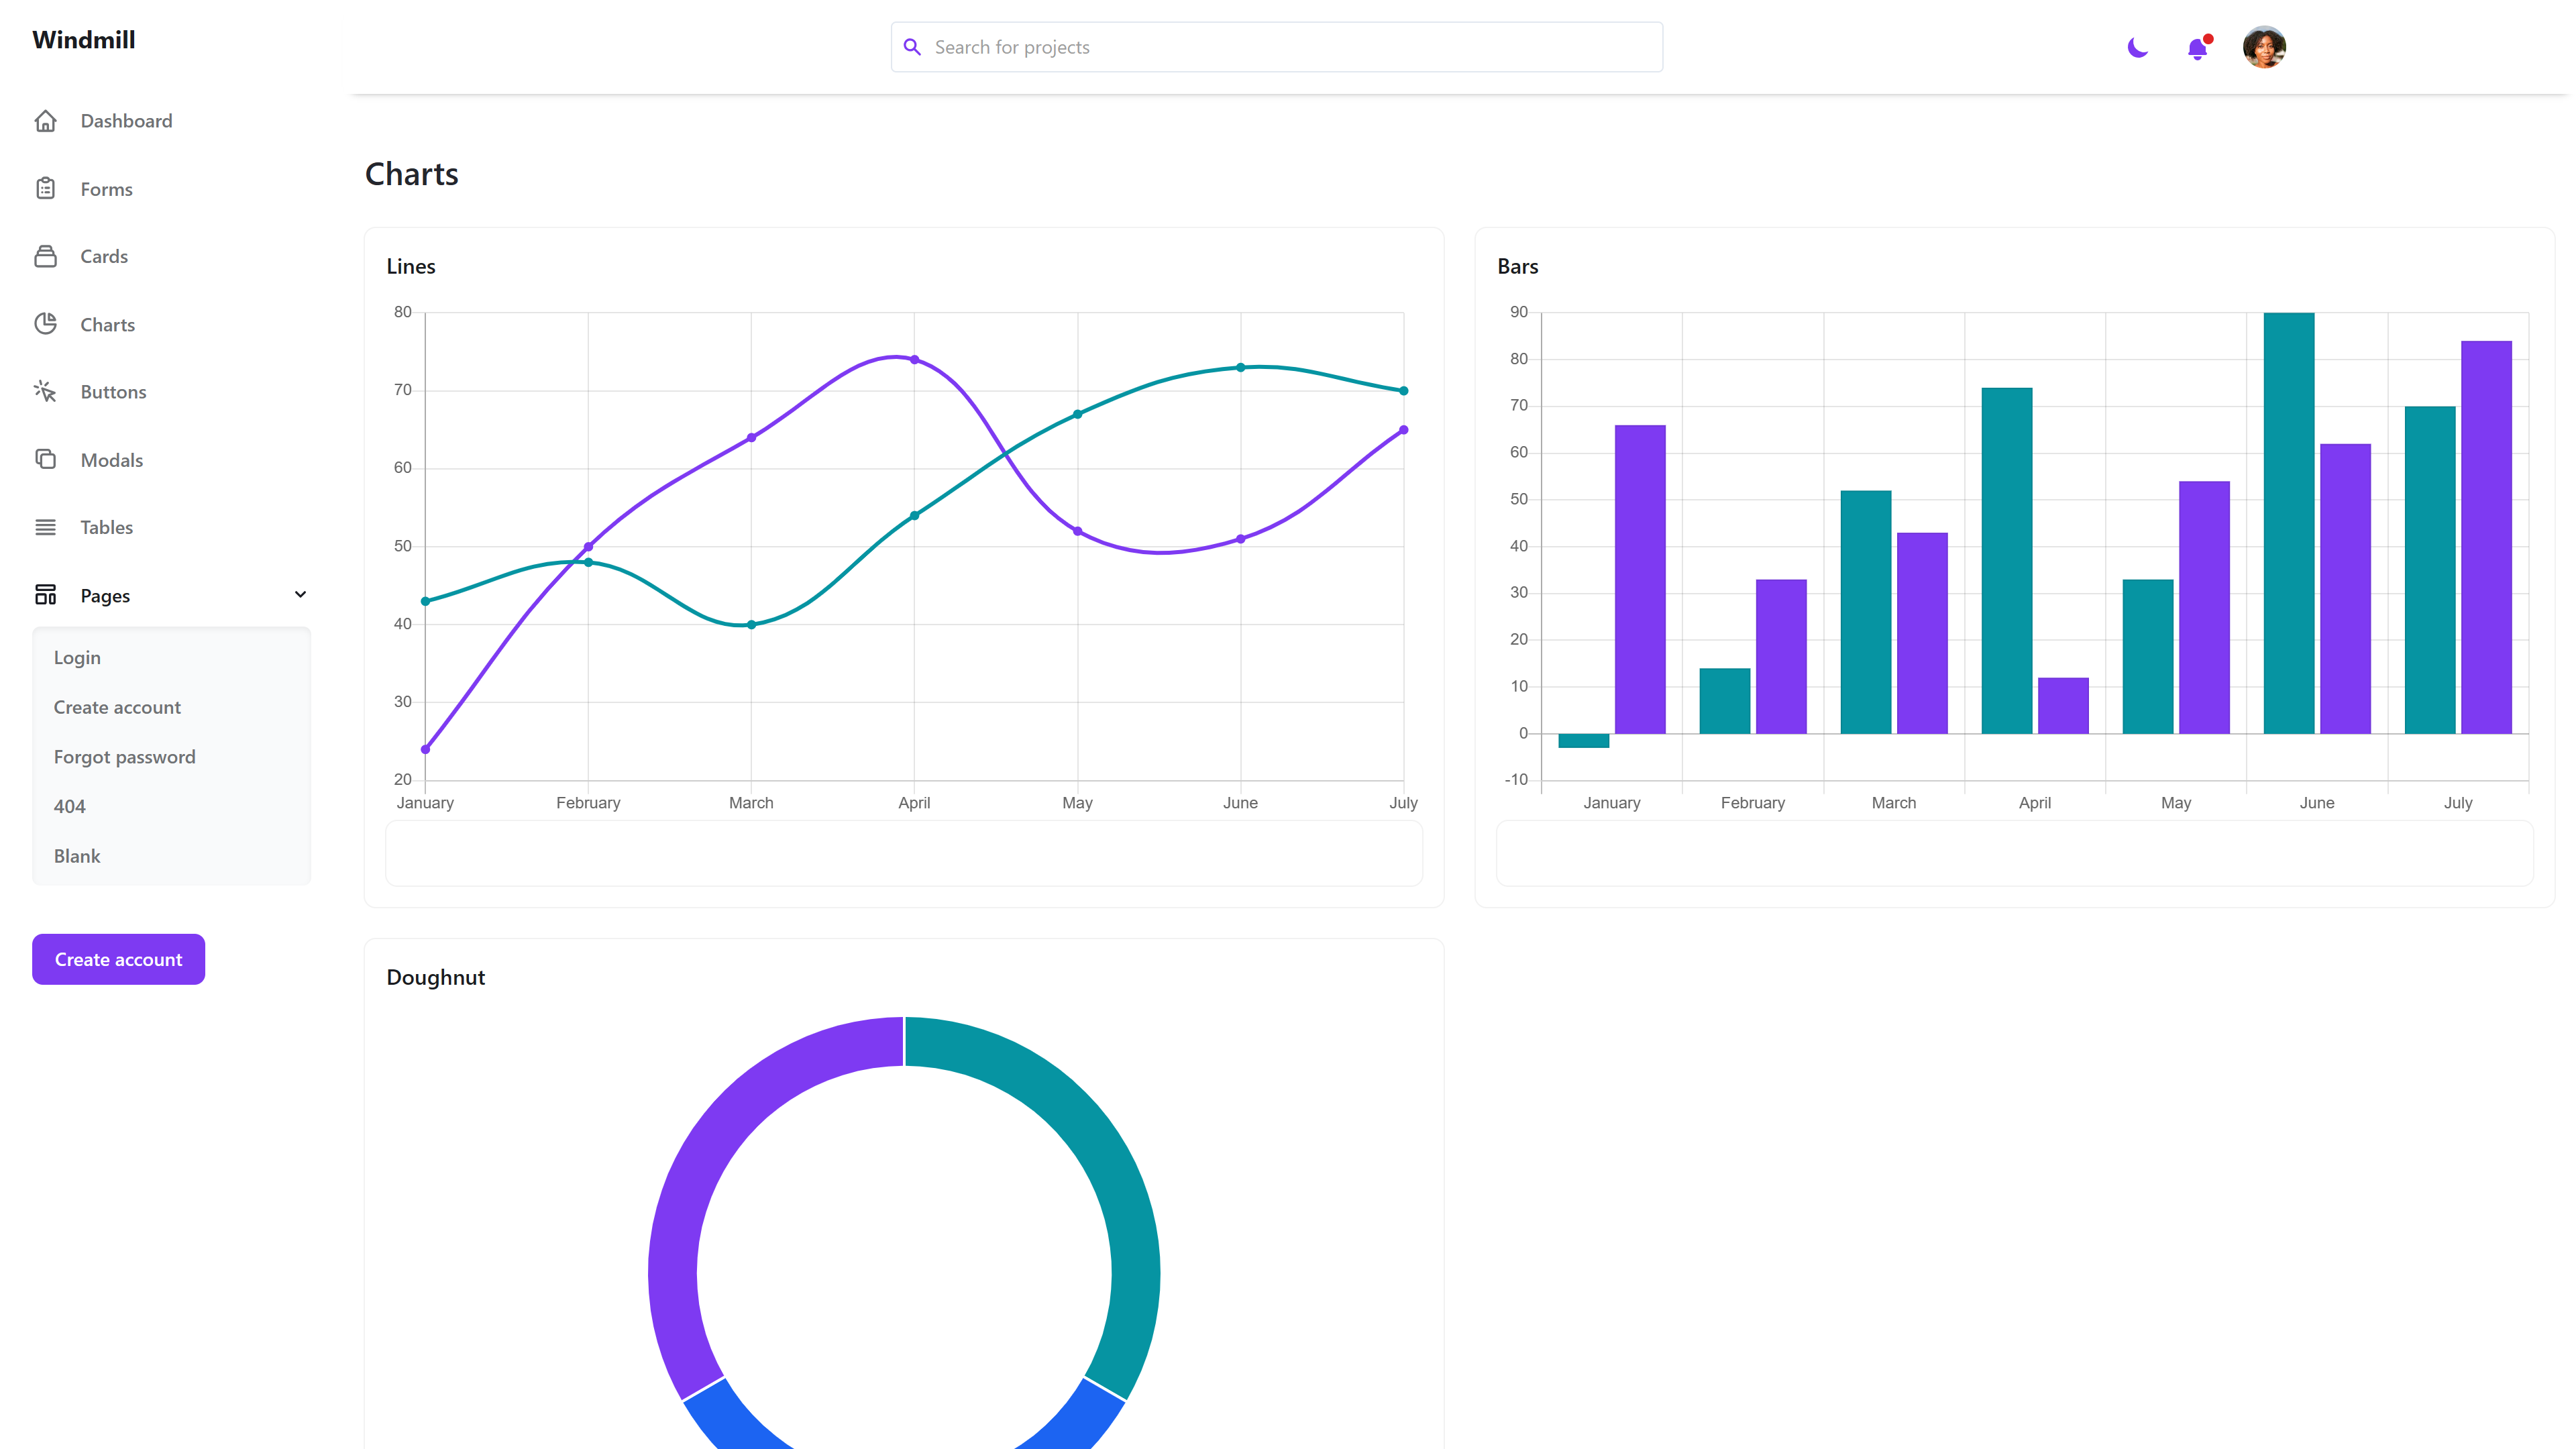 Windmill
Search for projects
Dashboard
Forms
Cards
Charts
Buttons
Modals
Tables
Pages
Login
Create account
Forgot password
404
Blank
Create account
Charts
Lines
80
70
60
50
40
30
20
January February March April May June July
Bars
90
80
70
60
50
40
30
20
10
0
-10
January February March April May June July
Doughnut